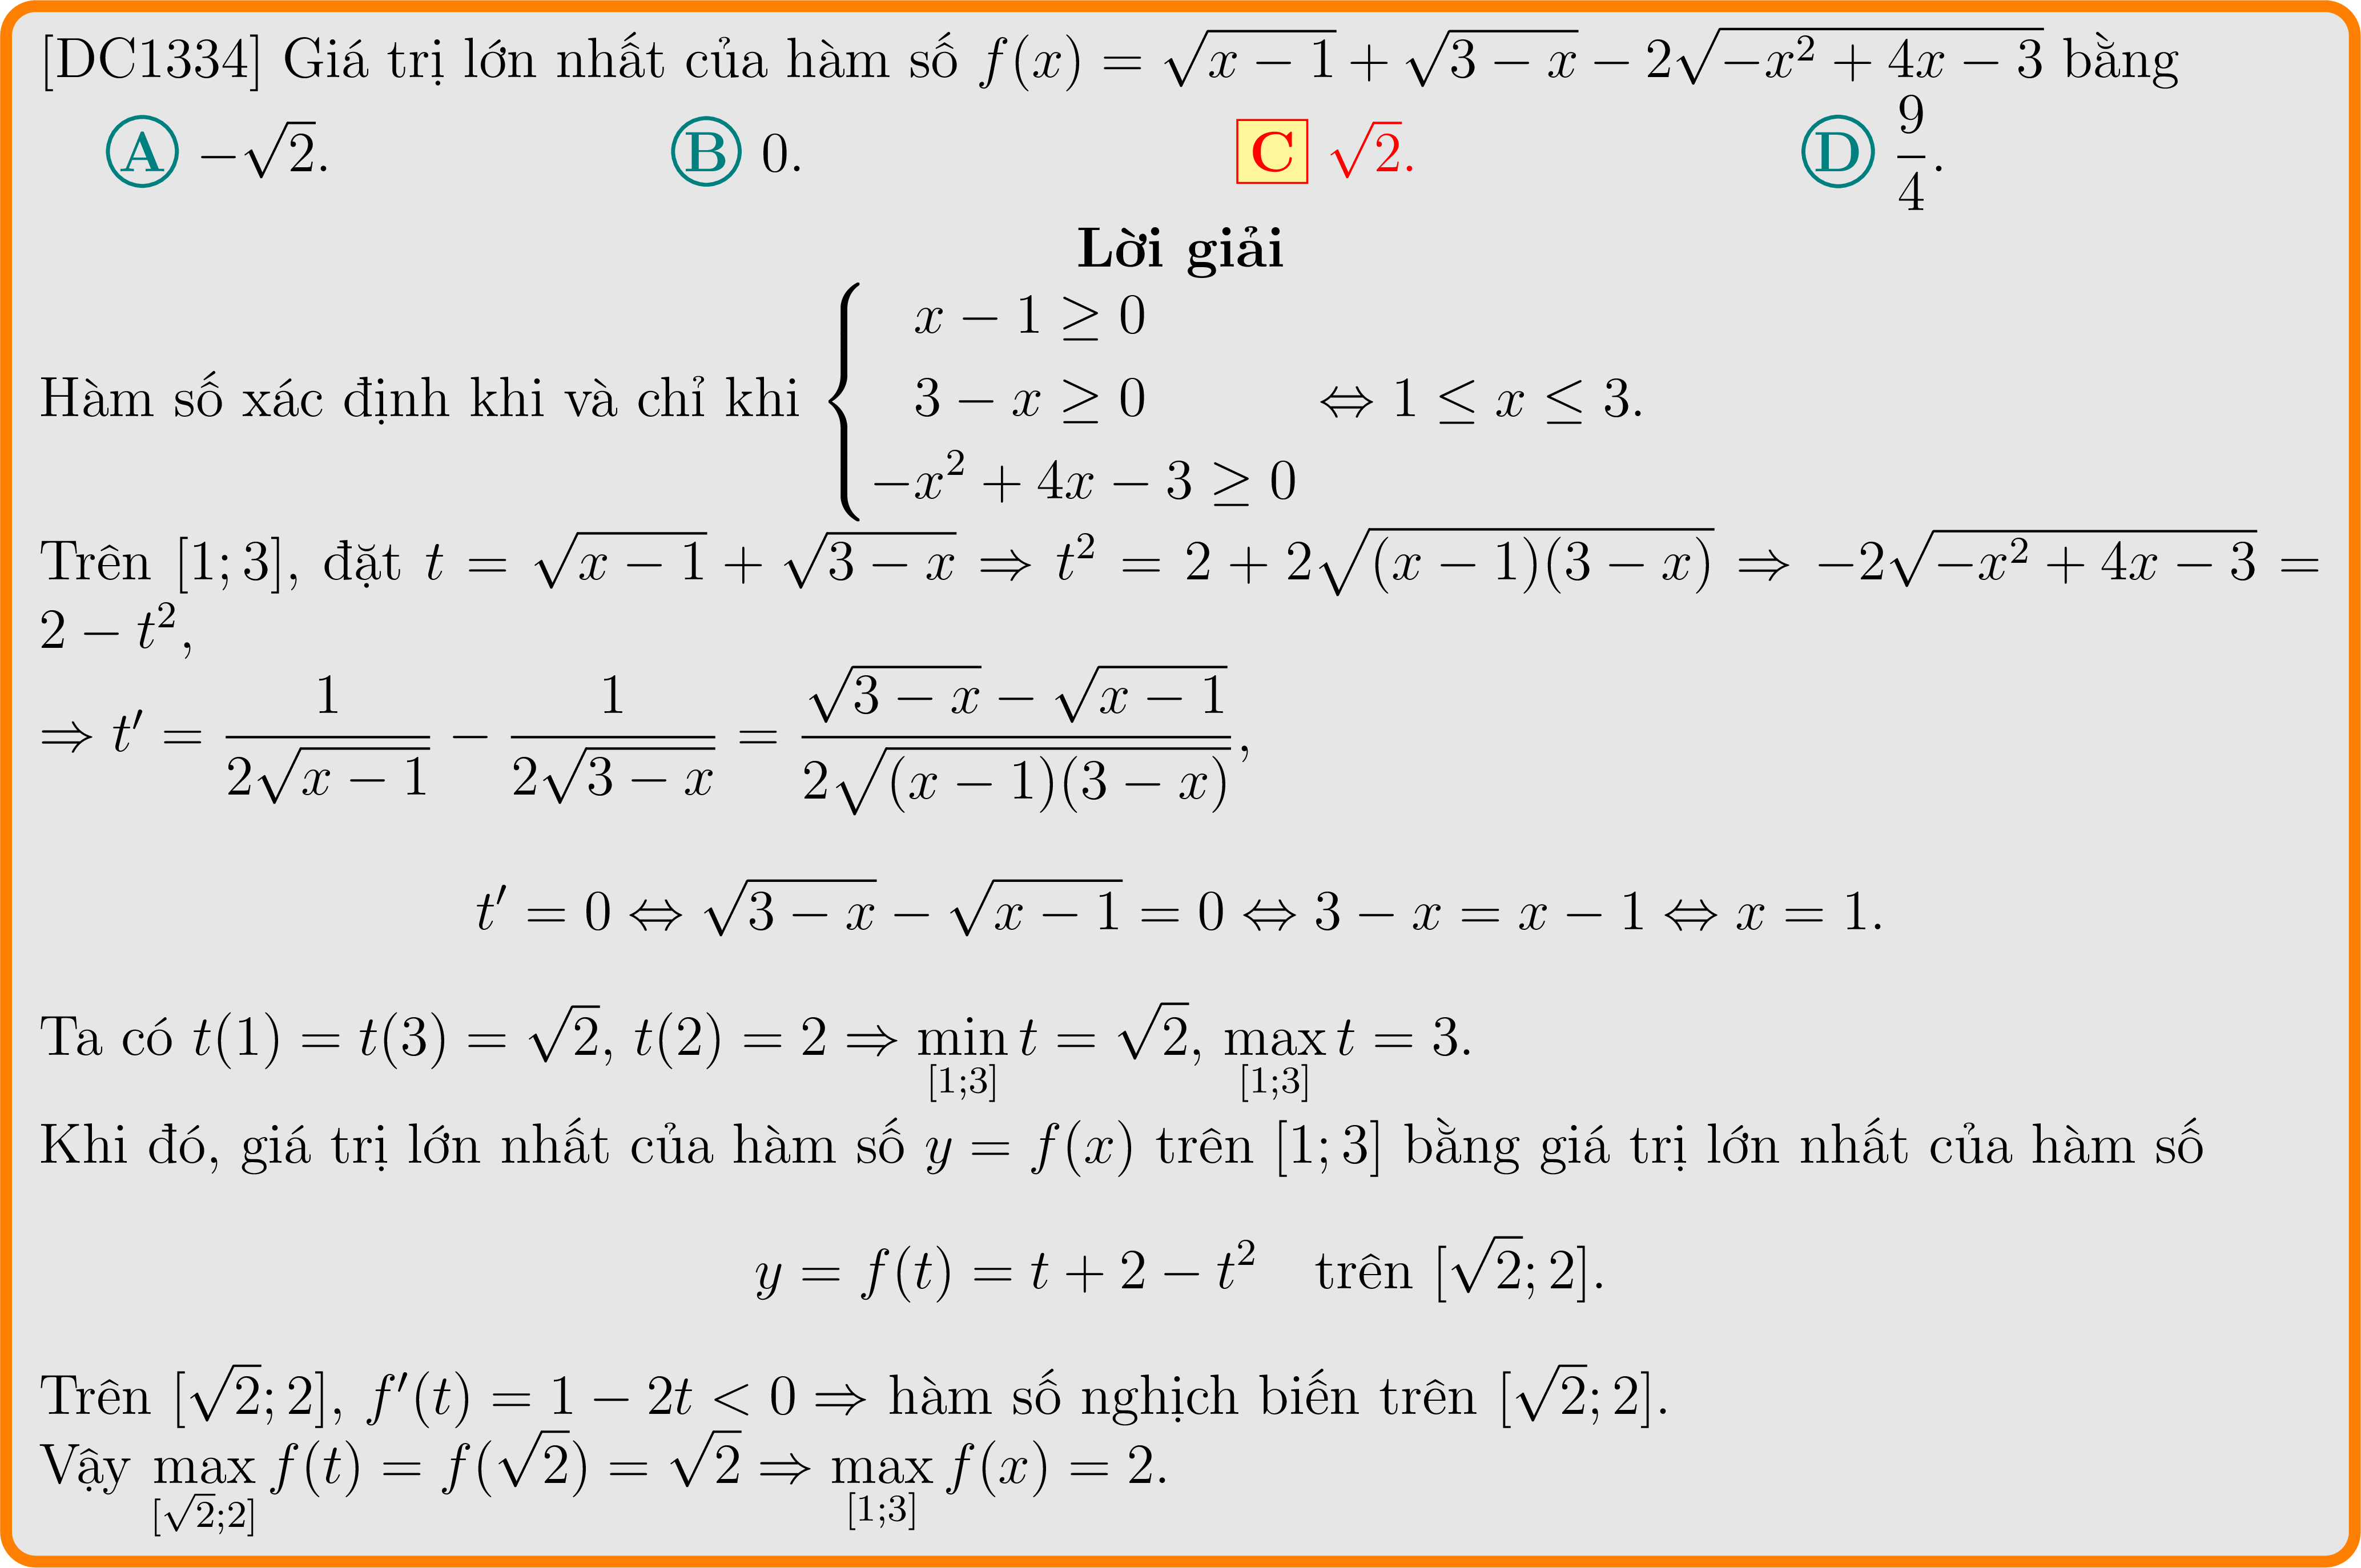 [DC1334] Giá trị lớn nhất của hàm số $f(x) = \sqrt{x-1} + \sqrt{3-x} - 2\sqrt{-x^2+4x-3}$ bằng
A $-\sqrt{2}$. B $0$. C $\sqrt{2}$. D $\dfrac{9}{4}$.
Lời giải
Hàm số xác định khi và chỉ khi $\begin{cases} x-1 \geq 0 \\ 3-x \geq 0 \\ -x^2+4x-3 \geq 0 \end{cases} \Leftrightarrow 1 \leq x \leq 3.$
Trên $[1;3]$, đặt $t = \sqrt{x-1} + \sqrt{3-x} \Rightarrow t^2 = 2 + 2\sqrt{(x-1)(3-x)} \Rightarrow -2\sqrt{-x^2+4x-3} =$
$2 - t^2,$
$\Rightarrow t' = \dfrac{1}{2\sqrt{x-1}} - \dfrac{1}{2\sqrt{3-x}} = \dfrac{\sqrt{3-x} - \sqrt{x-1}}{2\sqrt{(x-1)(3-x)}},$
$t' = 0 \Leftrightarrow \sqrt{3-x} - \sqrt{x-1} = 0 \Leftrightarrow 3-x = x-1 \Leftrightarrow x = 1.$
Ta có $t(1) = t(3) = \sqrt{2}$, $t(2) = 2 \Rightarrow \min\limits_{[1;3]} t = \sqrt{2}$, $\max\limits_{[1;3]} t = 3.$
Khi đó, giá trị lớn nhất của hàm số $y = f(x)$ trên $[1;3]$ bằng giá trị lớn nhất của hàm số
$y = f(t) = t + 2 - t^2$ trên $[\sqrt{2};2].$
Trên $[\sqrt{2};2]$, $f'(t) = 1 - 2t < 0 \Rightarrow$ hàm số nghịch biến trên $[\sqrt{2};2].$
Vậy $\max\limits_{[\sqrt{2};2]} f(t) = f(\sqrt{2}) = \sqrt{2} \Rightarrow \max\limits_{[1;3]} f(x) = 2.$